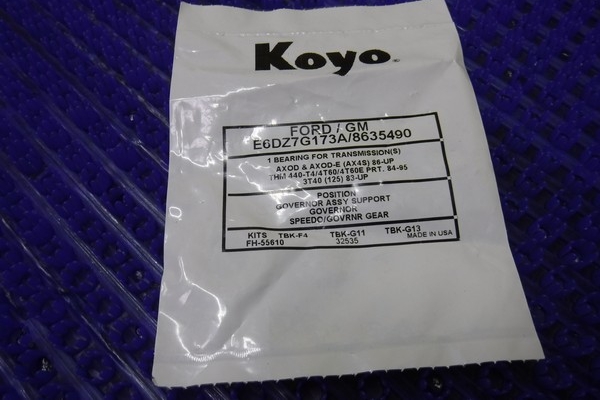 Koyo
FORD / GM
E6DZ7G173A/8635490
1 BEARING FOR TRANSMISSION(S)
AXOD & AXOD-E (AX4S) 86-UP
THM 440-T4/4T60/4T60E PRT. 84-95
3T40 (125) 83-UP
POSITION
GOVERNOR ASSY SUPPORT
GOVERNOR
SPEEDO/GOVRNR GEAR
KITS TBK-F4 TBK-G11 TBK-G13
FH-55610 32535 MADE IN USA